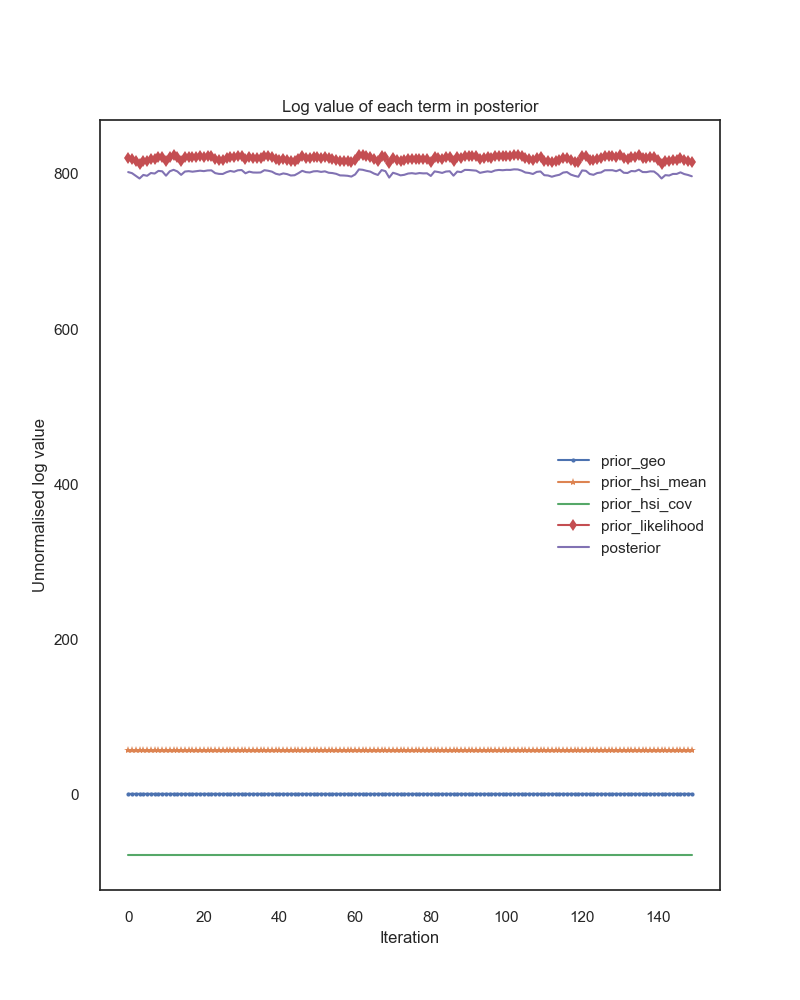 Log value of each term in posterior
Unnormalised log value
800
600
400
200
0
prior_geo
prior_hsi_mean
prior_hsi_cov
prior_likelihood
posterior
0 20 40 60 80 100 120 140
Iteration